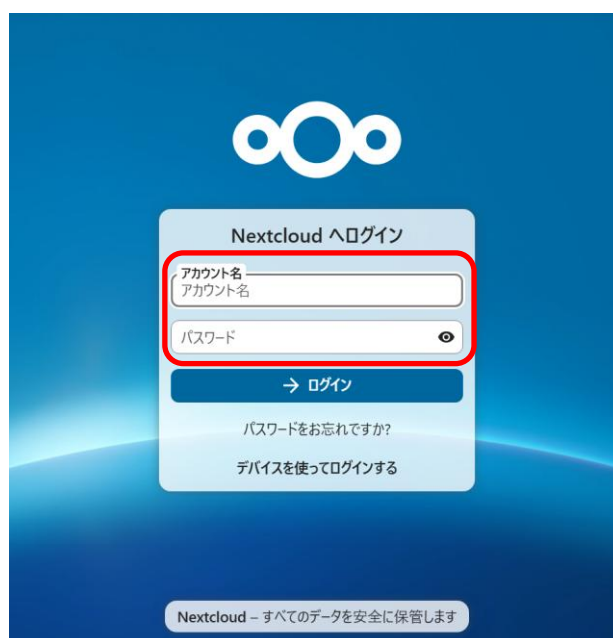 Nextcloud へログイン
アカウント名
アカウント名
パスワード
→ ログイン
パスワードをお忘れですか?
デバイスを使ってログインする
Nextcloud – すべてのデータを安全に保管します